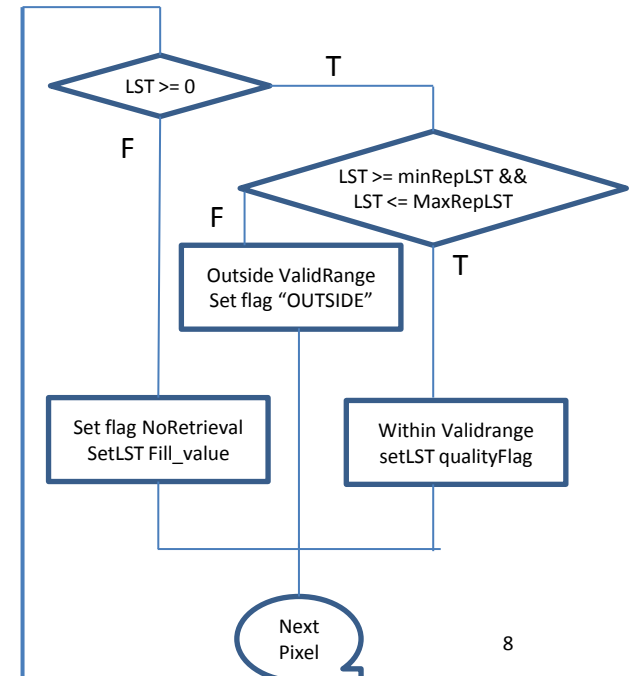 T
LST >= 0
F
LST >= minRepLST &&
LST <= MaxRepLST
F
T
Outside ValidRange
Set flag “OUTSIDE”
Set flag NoRetrieval
SetLST Fill_value
Within Validrange
setLST qualityFlag
Next
Pixel
8